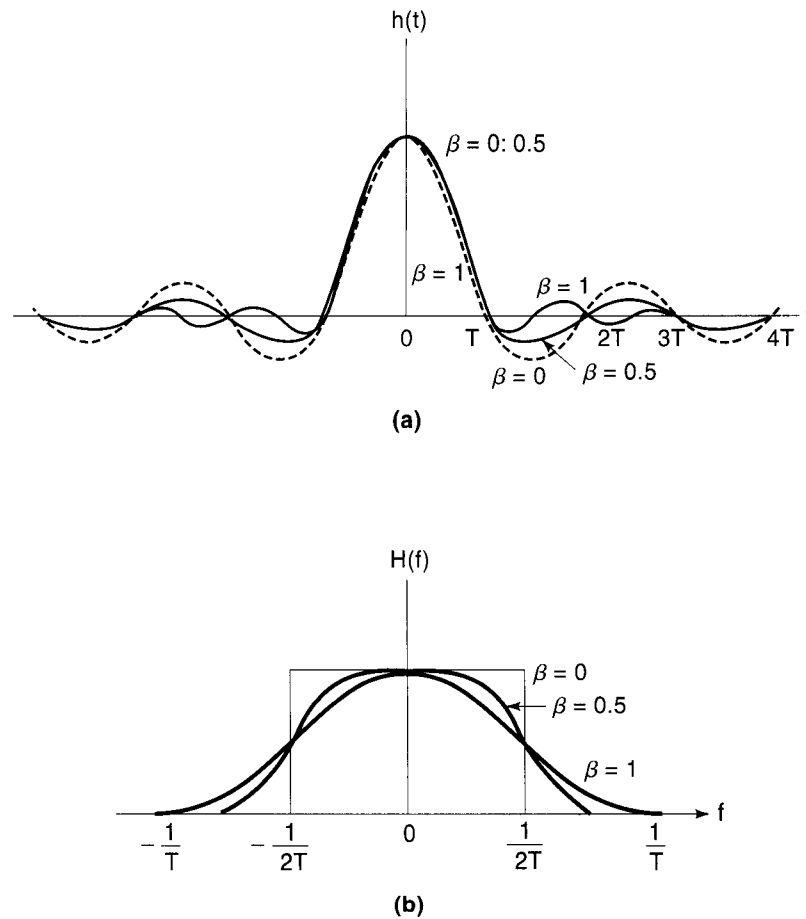 h(t)
β = 0: 0.5
β = 1
β = 1
0 T 2T 3T 4T
β = 0 β = 0.5
(a)
H(f)
β = 0
β = 0.5
β = 1
f
-1/T -1/2T 0 1/2T 1/T
(b)